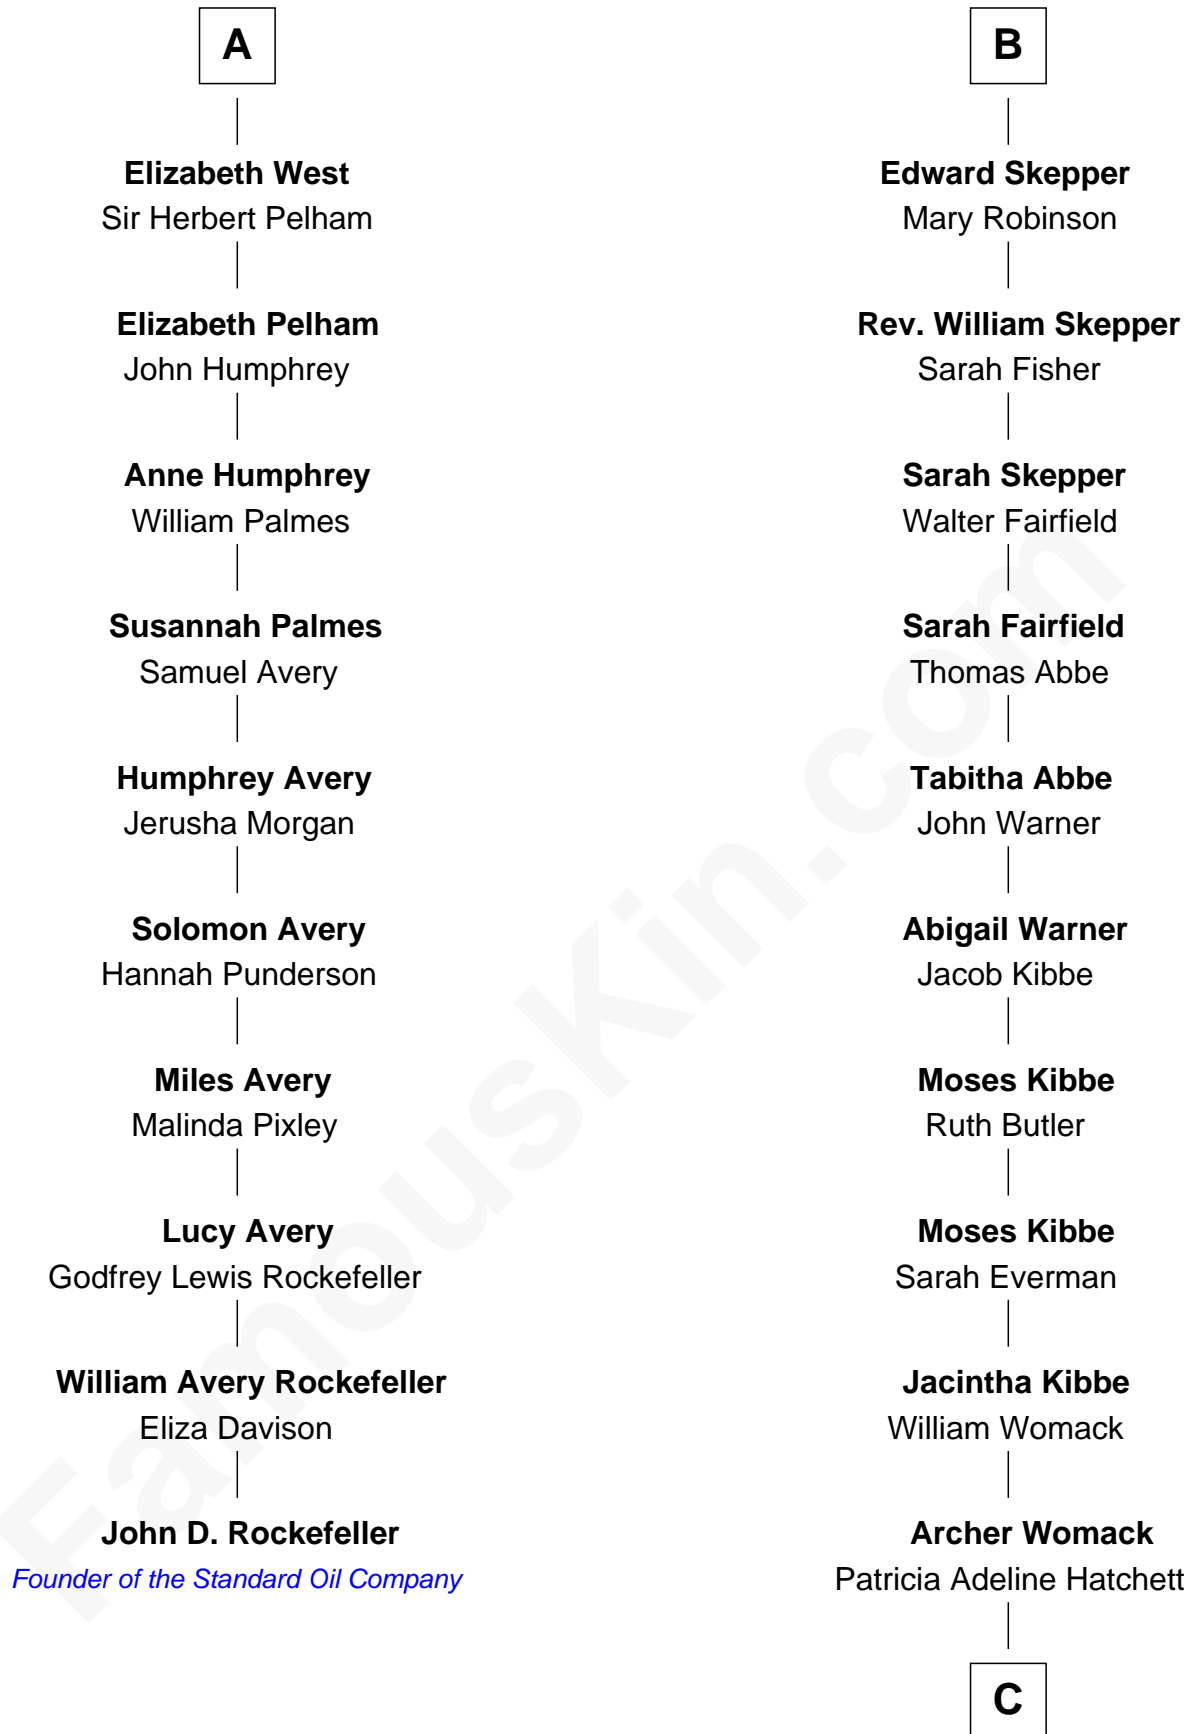 A
Elizabeth West
Sir Herbert Pelham
Elizabeth Pelham
John Humphrey
Anne Humphrey
William Palmes
Susannah Palmes
Samuel Avery
Humphrey Avery
Jerusha Morgan
Solomon Avery
Hannah Punderson
Miles Avery
Malinda Pixley
Lucy Avery
Godfrey Lewis Rockefeller
William Avery Rockefeller
Eliza Davison
John D. Rockefeller
Founder of the Standard Oil Company
B
Edward Skepper
Mary Robinson
Rev. William Skepper
Sarah Fisher
Sarah Skepper
Walter Fairfield
Sarah Fairfield
Thomas Abbe
Tabitha Abbe
John Warner
Abigail Warner
Jacob Kibbe
Moses Kibbe
Ruth Butler
Moses Kibbe
Sarah Everman
Jacintha Kibbe
William Womack
Archer Womack
Patricia Adeline Hatchett
C
FamousKin.com